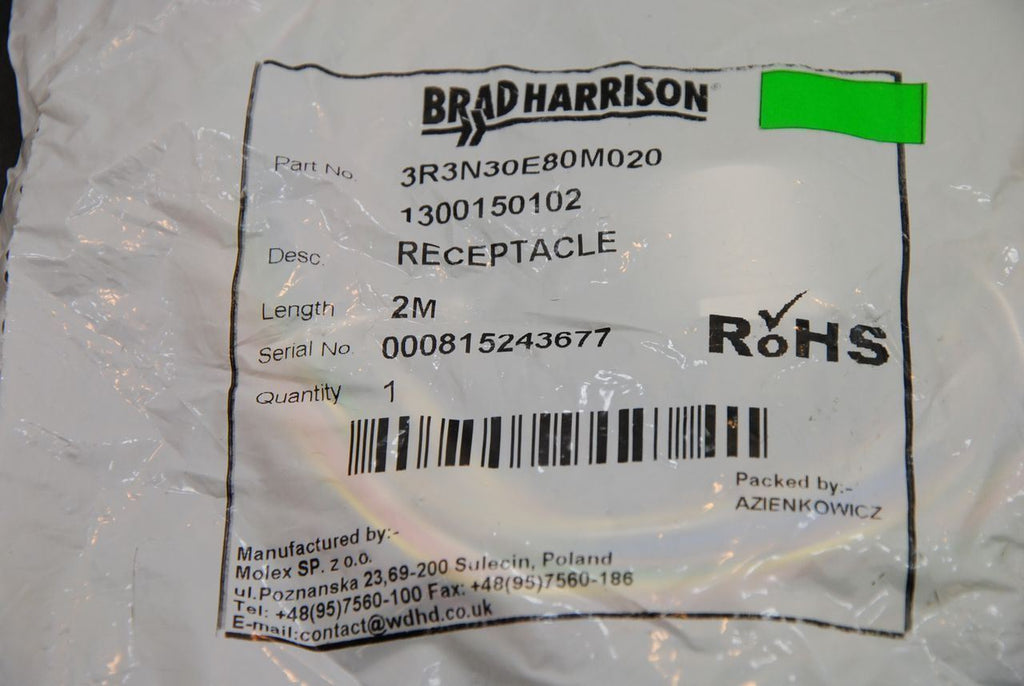 BRAD HARRISON®
Part No. 3R3N30E80M020
1300150102
Desc. RECEPTACLE
Length 2M
Serial No. 000815243677
RoHS
Quantity 1
Packed by:-
AZIENKOWICZ
Manufactured by:-
Molex SP. z o.o.
ul.Poznanska 23,69-200 Sulecin, Poland
Tel: +48(95)7560-100 Fax: +48(95)7560-186
E-mail:contact@wdhd.co.uk